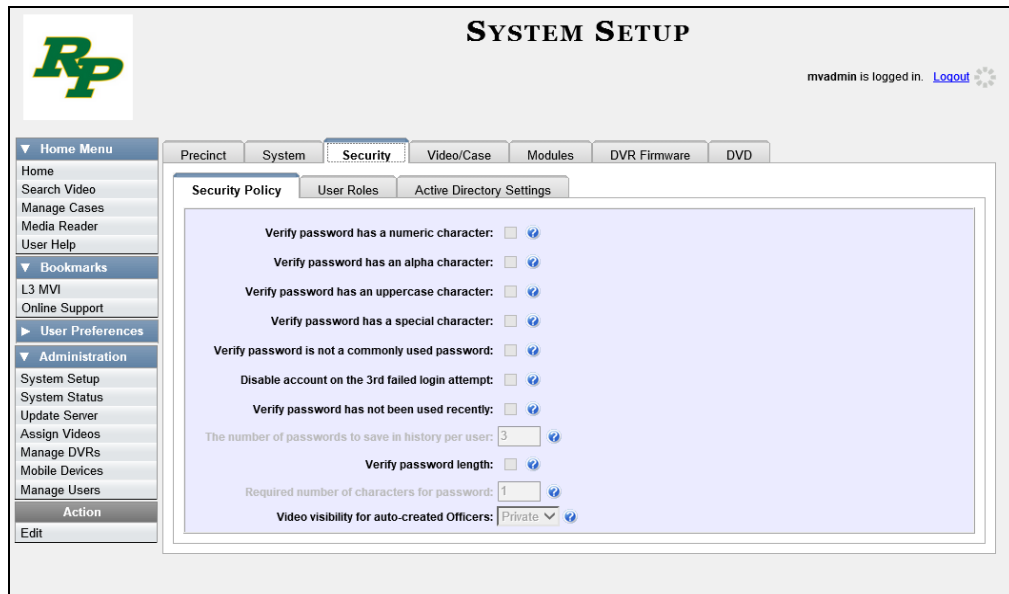 RP
SYSTEM SETUP
mvadmin is logged in. Logout
▼ Home Menu
Home
Search Video
Manage Cases
Media Reader
User Help
▼ Bookmarks
L3 MVI
Online Support
► User Preferences
▼ Administration
System Setup
System Status
Update Server
Assign Videos
Manage DVRs
Mobile Devices
Manage Users
Action
Edit
Precinct System Security Video/Case Modules DVR Firmware DVD
Security Policy User Roles Active Directory Settings
Verify password has a numeric character: ?
Verify password has an alpha character: ?
Verify password has an uppercase character: ?
Verify password has a special character: ?
Verify password is not a commonly used password: ?
Disable account on the 3rd failed login attempt: ?
Verify password has not been used recently: ?
The number of passwords to save in history per user: 3 ?
Verify password length: ?
Required number of characters for password: 1 ?
Video visibility for auto-created Officers: Private ?